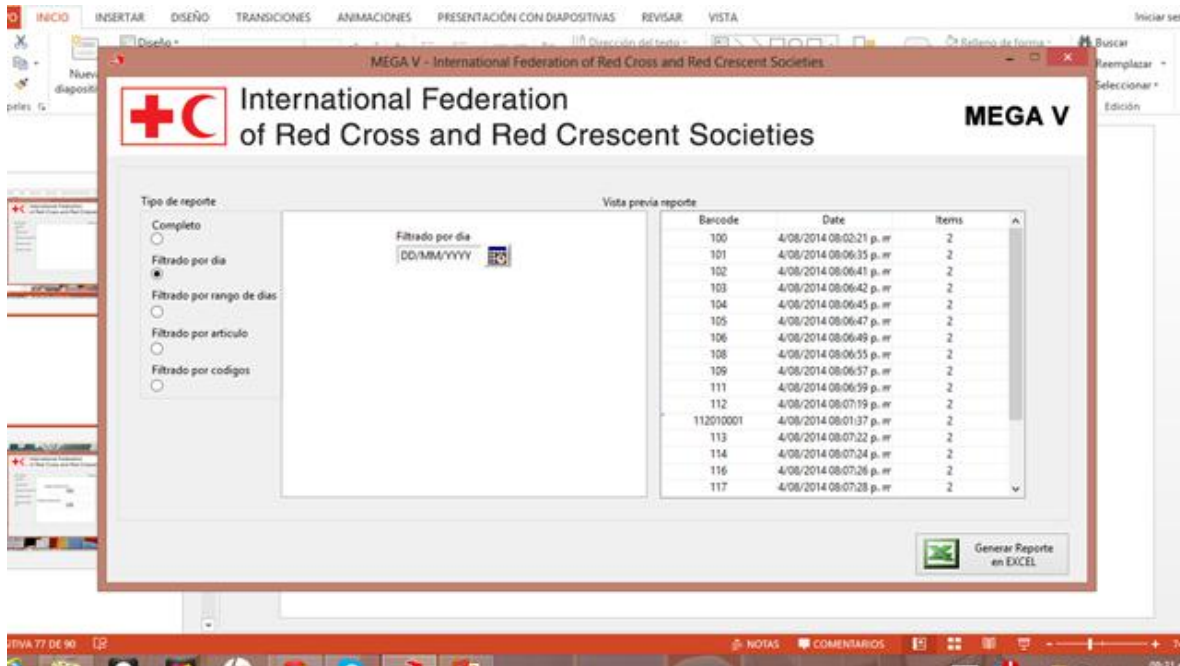 INICIO INSERTAR DISEÑO TRANSICIONES ANIMACIONES PRESENTACIÓN CON DIAPOSITIVAS REVISAR VISTA Iniciar ses
Diseño Dirección del texto Relleno de forma Buscar
Reemplazar
Seleccionar
Edición
MEGA V - International Federation of Red Cross and Red Crescent Societies
International Federation
of Red Cross and Red Crescent Societies
MEGA V
Tipo de reporte
Vista previa reporte
Completo
Filtrado por dia
Filtrado por rango de dias
Filtrado por articulo
Filtrado por codigos
Filtrado por dia
DD/MM/YYYY
Barcode Date Items
100 4/08/2014 08:02:21 p. m 2
101 4/08/2014 08:06:35 p. m 2
102 4/08/2014 08:06:41 p. m 2
103 4/08/2014 08:06:42 p. m 2
104 4/08/2014 08:06:45 p. m 2
105 4/08/2014 08:06:47 p. m 2
106 4/08/2014 08:06:49 p. m 2
108 4/08/2014 08:06:55 p. m 2
109 4/08/2014 08:06:57 p. m 2
111 4/08/2014 08:06:59 p. m 2
112 4/08/2014 08:07:19 p. m 2
112010001 4/08/2014 08:01:37 p. m 2
113 4/08/2014 08:07:22 p. m 2
114 4/08/2014 08:07:24 p. m 2
116 4/08/2014 08:07:26 p. m 2
117 4/08/2014 08:07:28 p. m 2
Generar Reporte
en EXCEL
ITIVA 77 DE 90 NOTAS COMENTARIOS